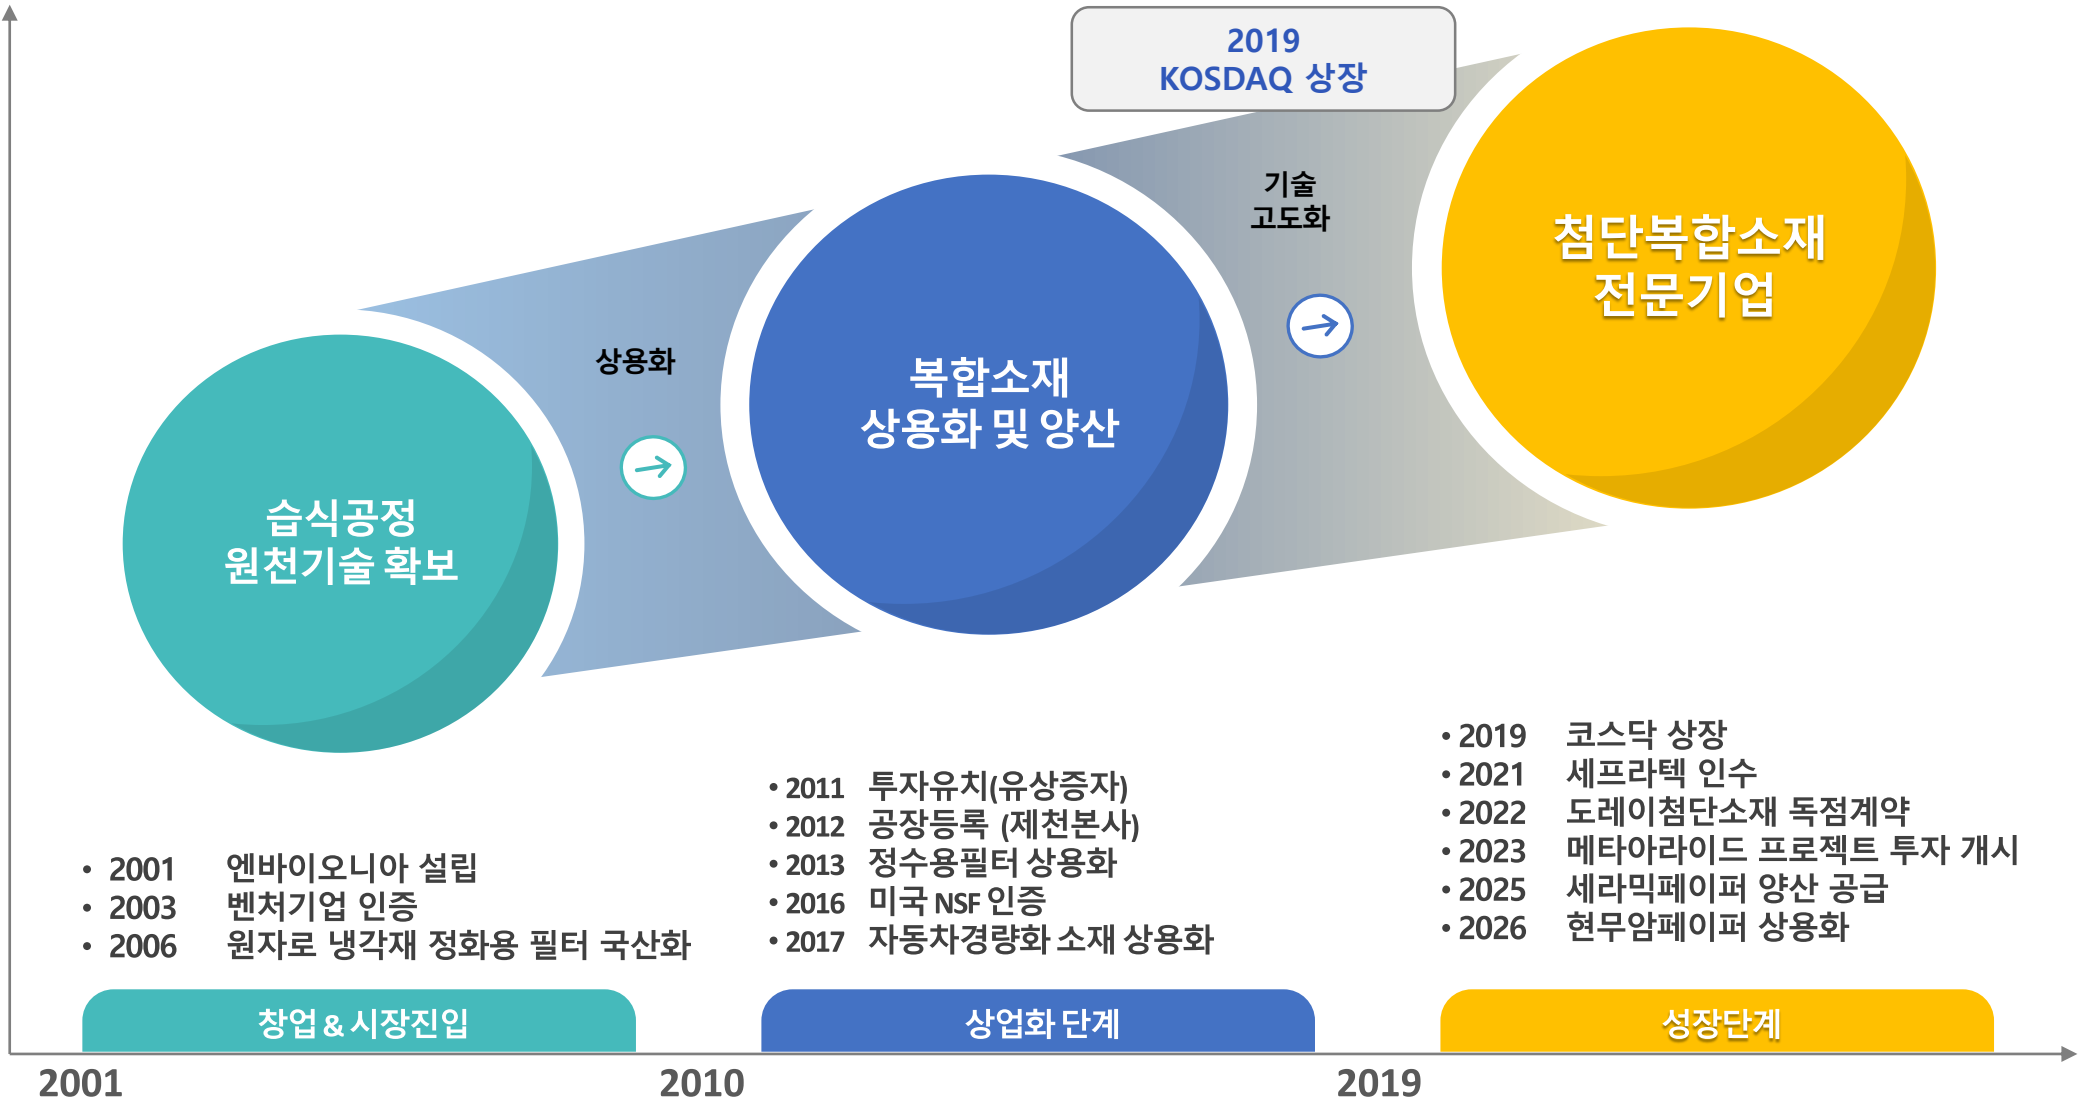 2019
KOSDAQ 상장
기술
고도화
첨단복합소재
전문기업
상용화
복합소재
상용화 및 양산
습식공정
원천기술 확보
• 2001 엔바이오니아 설립
• 2003 벤처기업 인증
• 2006 원자로 냉각재 정화용 필터 국산화
• 2011 투자유치(유상증자)
• 2012 공장등록 (제천본사)
• 2013 정수용필터 상용화
• 2016 미국 NSF 인증
• 2017 자동차경량화 소재 상용화
• 2019 코스닥 상장
• 2021 세프라텍 인수
• 2022 도레이첨단소재 독점계약
• 2023 메타아라이드 프로젝트 투자 개시
• 2025 세라믹페이퍼 양산 공급
• 2026 현무암페이퍼 상용화
창업 & 시장진입
상업화 단계
성장단계
2001
2010
2019